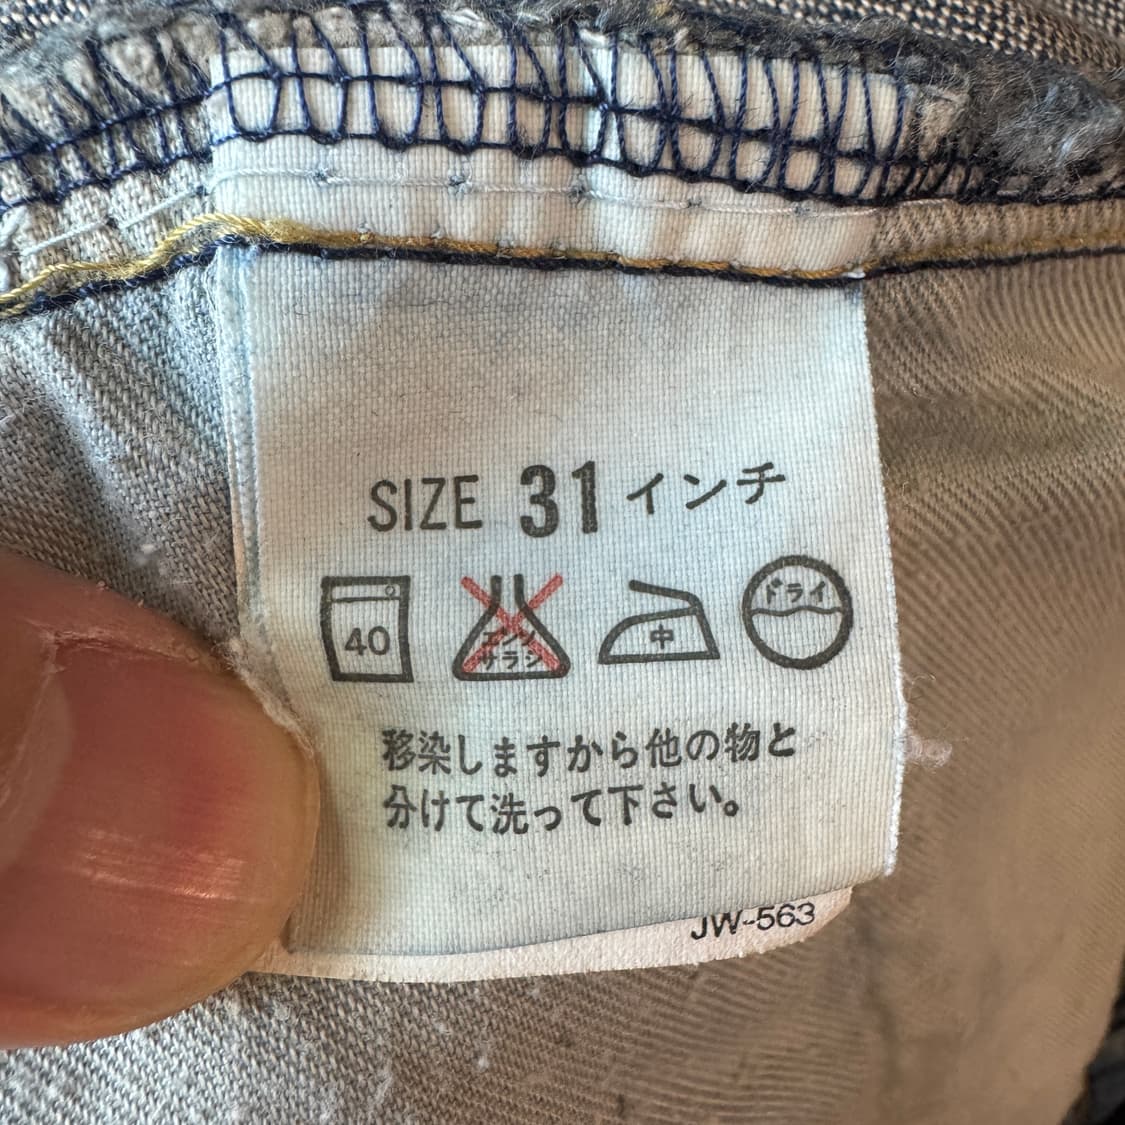 SIZE 31 インチ
40
エンソ
サラシ
中
ドライ
移染しますから他の物と
分けて洗って下さい。
JW-563